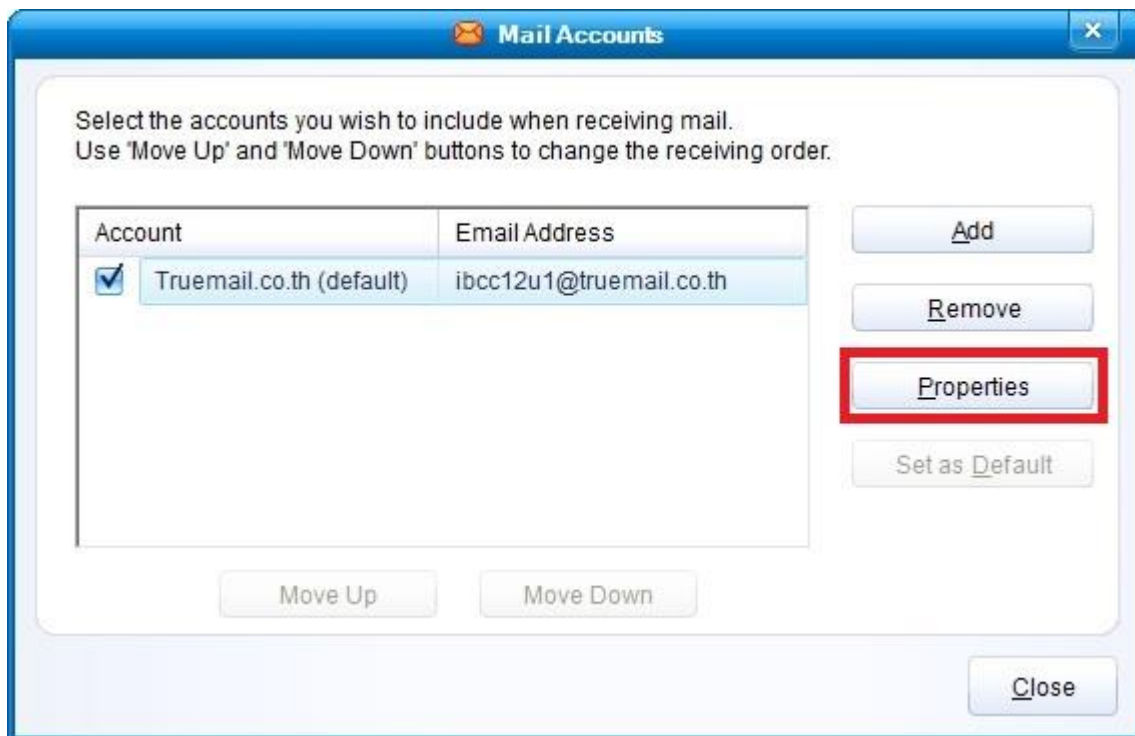 Mail Accounts
Select the accounts you wish to include when receiving mail.
Use 'Move Up' and 'Move Down' buttons to change the receiving order.
Account Email Address
Truemail.co.th (default) ibcc12u1@truemail.co.th
Add
Remove
Properties
Set as Default
Move Up Move Down
Close